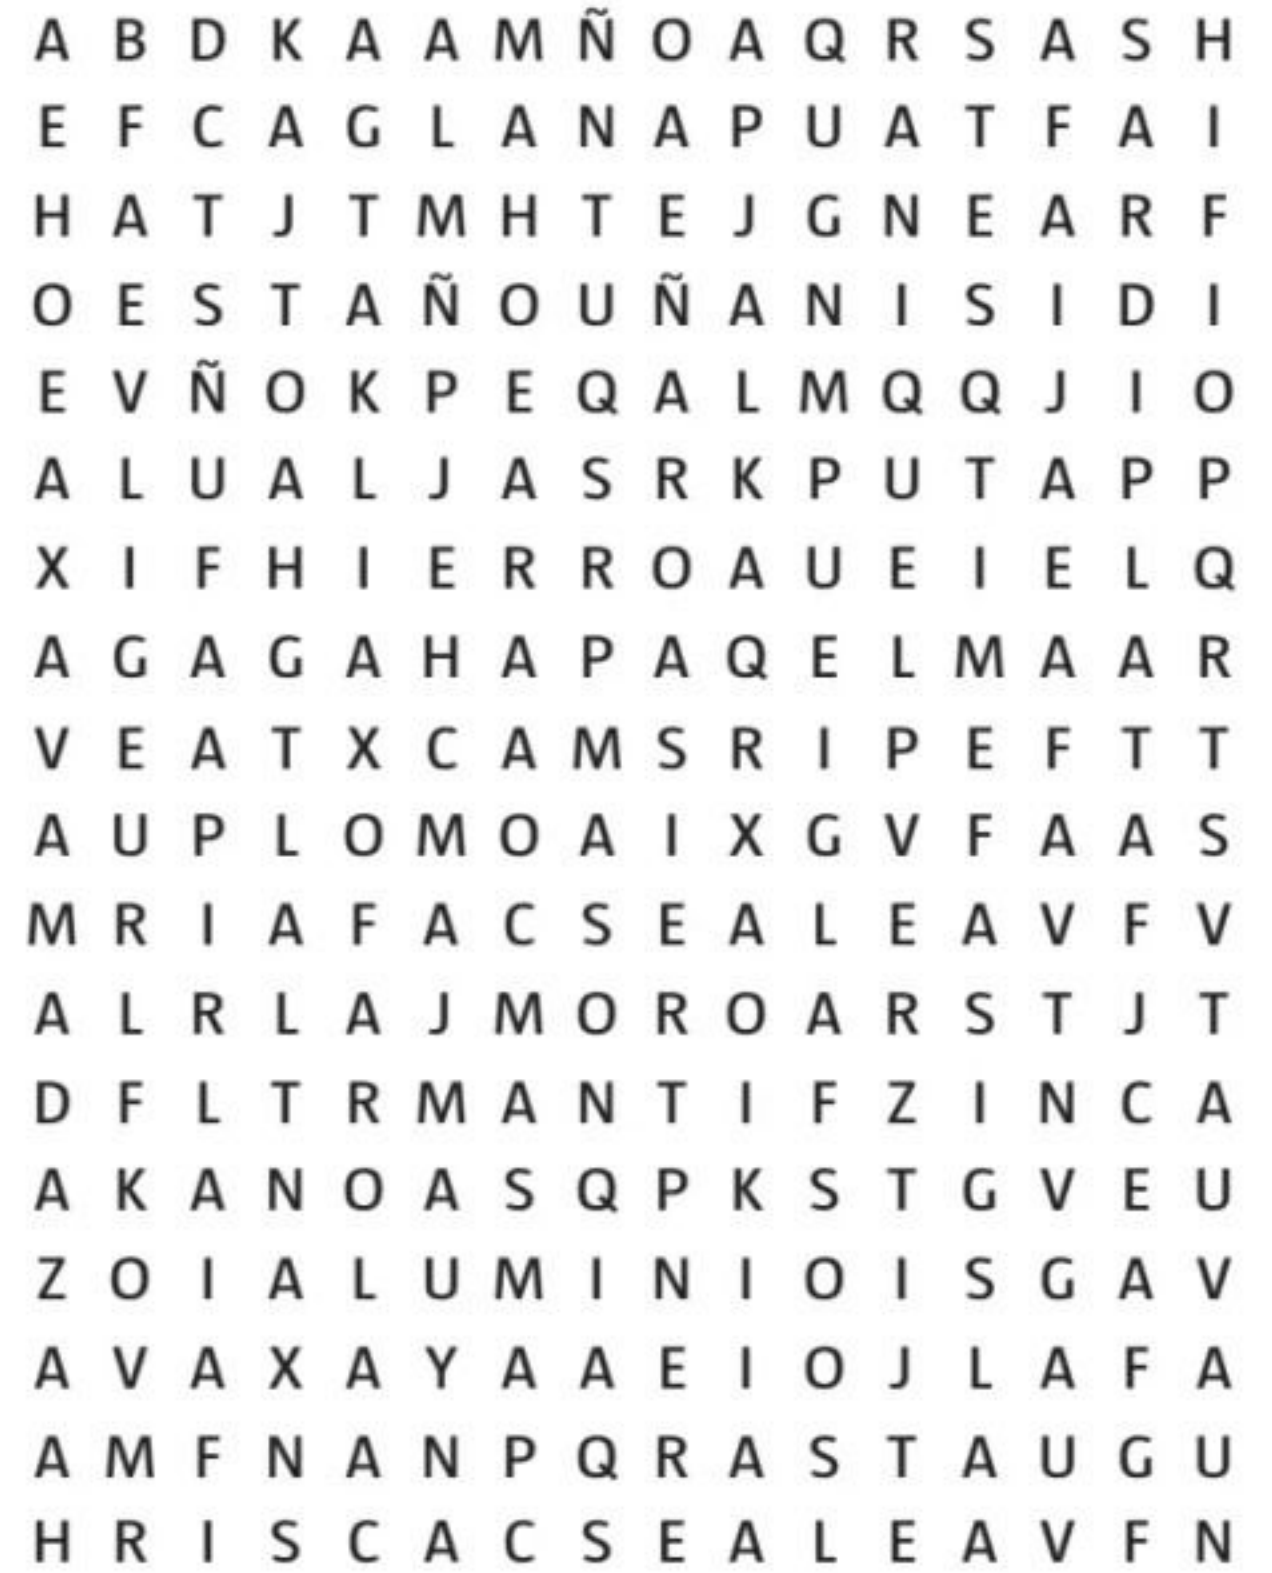 A B D K A A M Ñ O A Q R S A S H
E F C A G L A N A P U A T F A I
H A T J T M H T E J G N E A R F
O E S T A Ñ O U Ñ A N I S I D I
E V Ñ O K P E Q A L M Q Q J I O
A L U A L J A S R K P U T A P P
X I F H I E R R O A U E I E L Q
A G A G A H A P A Q E L M A A R
V E A T X C A M S R I P E F T T
A U P L O M O A I X G V F A A S
M R I A F A C S E A L E A V F V
A L R L A J M O R O A R S T J T
D F L T R M A N T I F Z I N C A
A K A N O A S Q P K S T G V E U
Z O I A L U M I N I O I S G A V
A V A X A Y A A E I O J L A F A
A M F N A N P Q R A S T A U G U
H R I S C A C S E A L E A V F N